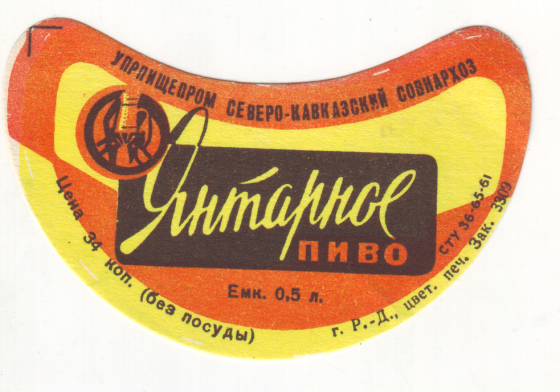 УПРПИЩЕПРОМ СЕВЕРО-КАВКАЗСКИЙ СОВНАРХОЗ
Янтарное
ПИВО
Емк. 0,5 л.
Цена 34 коп. (без посуды)
г. Р.-Д., цвет. печ. Зак. 3309
СТУ 36-65-61